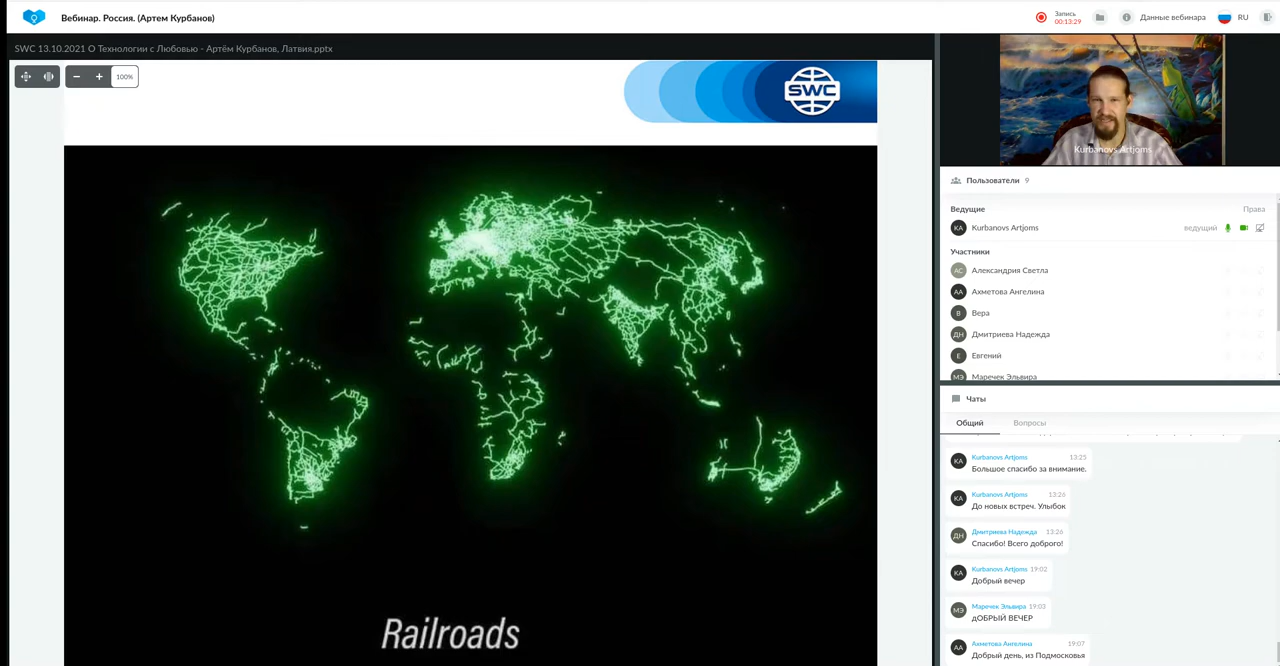 Вебинар. Россия. (Артем Курбанов)
Запись
00:13:29
Данные вебинара
RU
SWC 13.10.2021 О Технологии с Любовью - Артём Курбанов, Латвия.pptx
100%
SWC
Railroads
Kurbanovs Artjoms
Пользователи 9
Ведущие
Права
KA Kurbanovs Artjoms ведущий
Участники
АС Александрия Светла
АА Ахметова Ангелина
В Вера
ДН Дмитриева Надежда
Е Евгений
МЭ Маречек Эльвира
Чаты
Общий Вопросы
KA Kurbanovs Artjoms 13:25
Большое спасибо за внимание.
KA Kurbanovs Artjoms 13:26
До новых встреч. Улыбок
ДН Дмитриева Надежда 13:26
Спасибо! Всего доброго!
KA Kurbanovs Artjoms 19:02
Добрый вечер
МЭ Маречек Эльвира 19:03
дОБРЫЙ ВЕЧЕР
АА Ахметова Ангелина 19:07
Добрый день, из Подмосковья